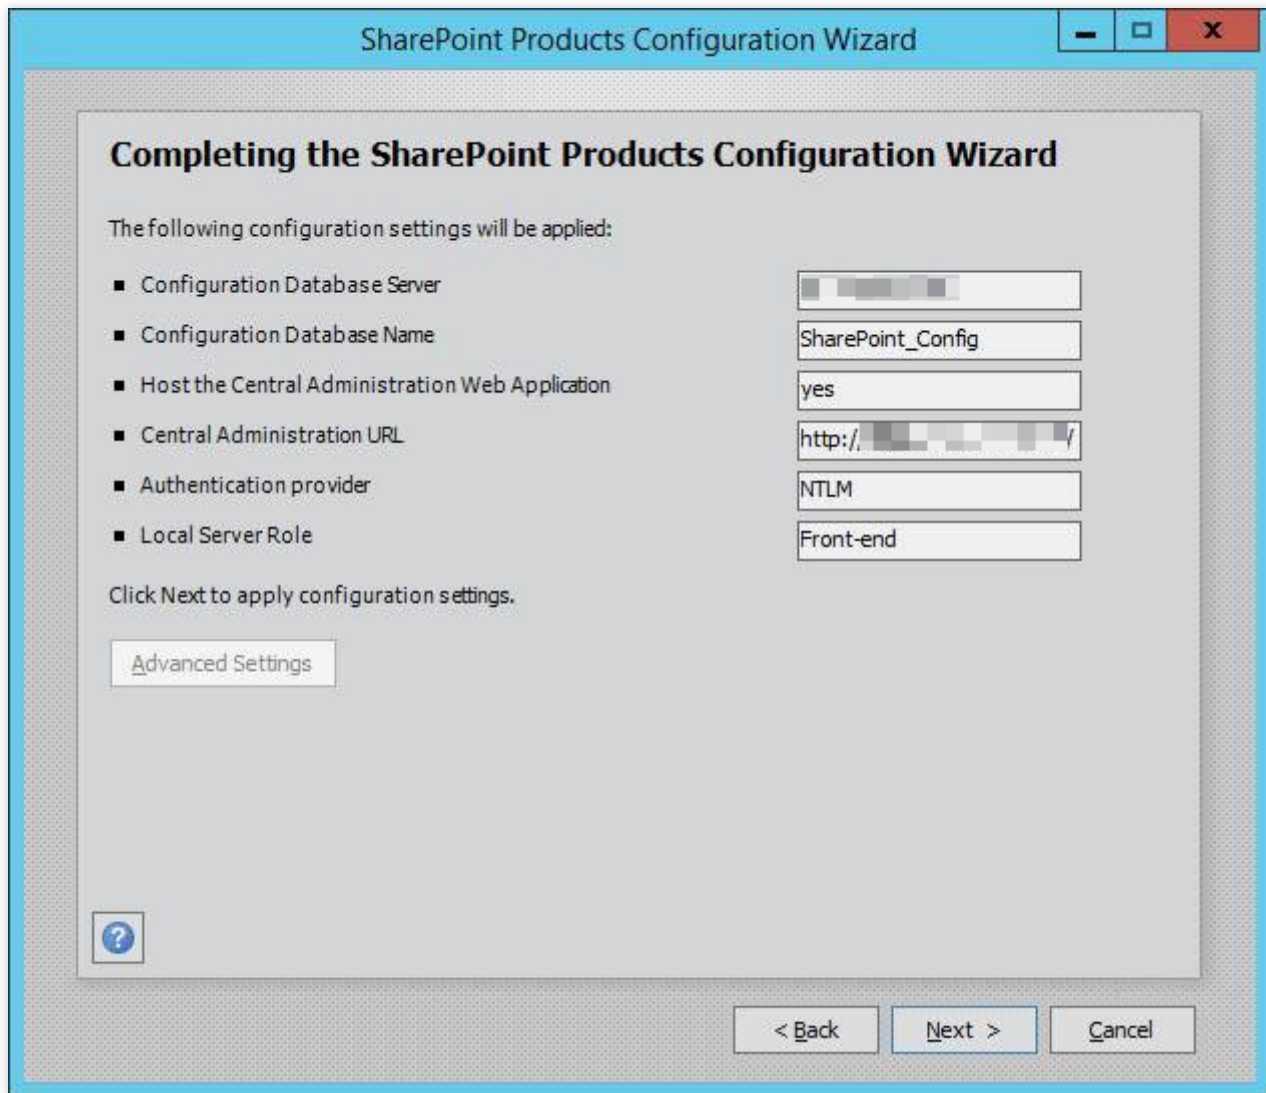 SharePoint Products Configuration Wizard
Completing the SharePoint Products Configuration Wizard
The following configuration settings will be applied:
Configuration Database Server
Configuration Database Name SharePoint_Config
Host the Central Administration Web Application yes
Central Administration URL http:// /
Authentication provider NTLM
Local Server Role Front-end
Click Next to apply configuration settings.
Advanced Settings
?
< Back Next > Cancel